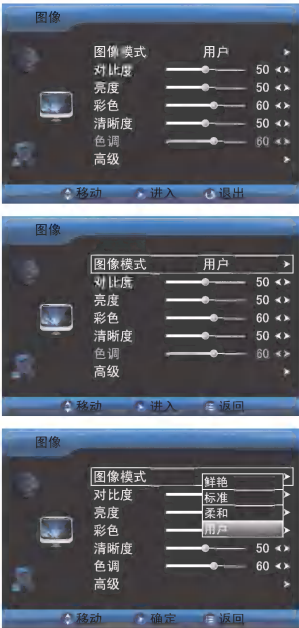 图像
图像模式 用户
对比度 50
亮度 50
彩色 60
清晰度 50
色调 60
高级
移动 进入 退出
图像
图像模式 用户
对比度 50
亮度 50
彩色 60
清晰度 50
色调 60
高级
移动 进入 返回
图像
图像模式
鲜艳
对比度
标准
亮度
柔和
彩色
用户
清晰度 50
色调 60
高级
移动 确定 返回